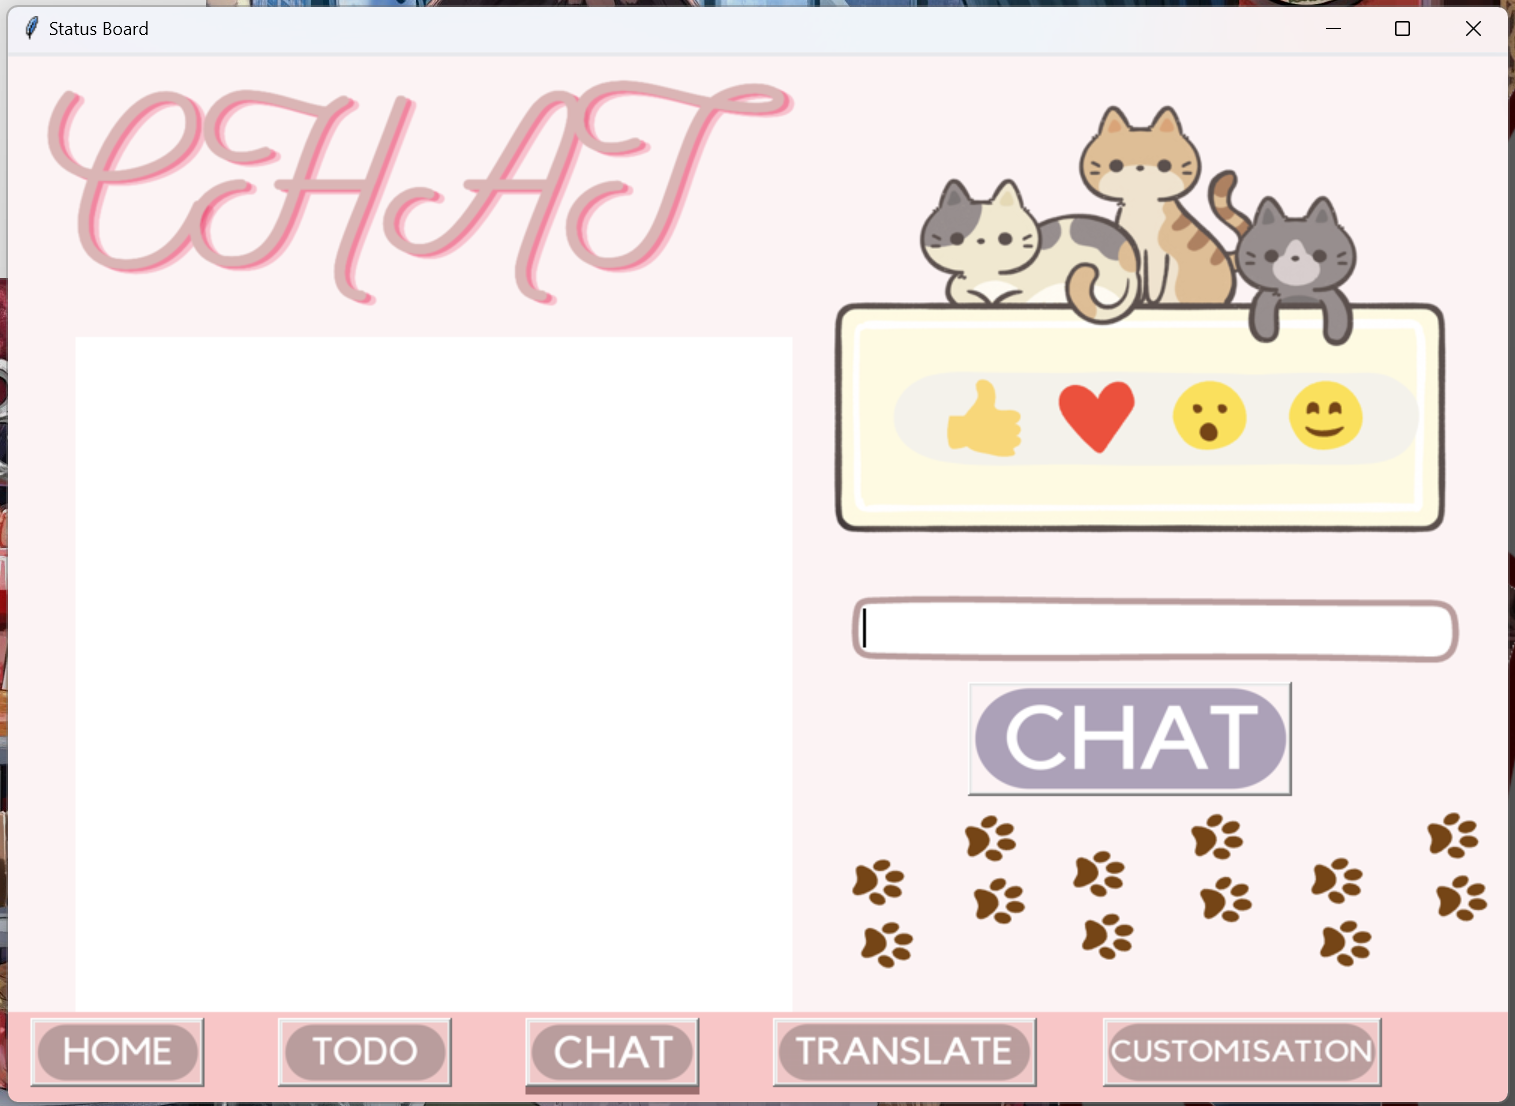 Status Board
CHAT
CHAT
HOME
TODO
CHAT
TRANSLATE
CUSTOMISATION